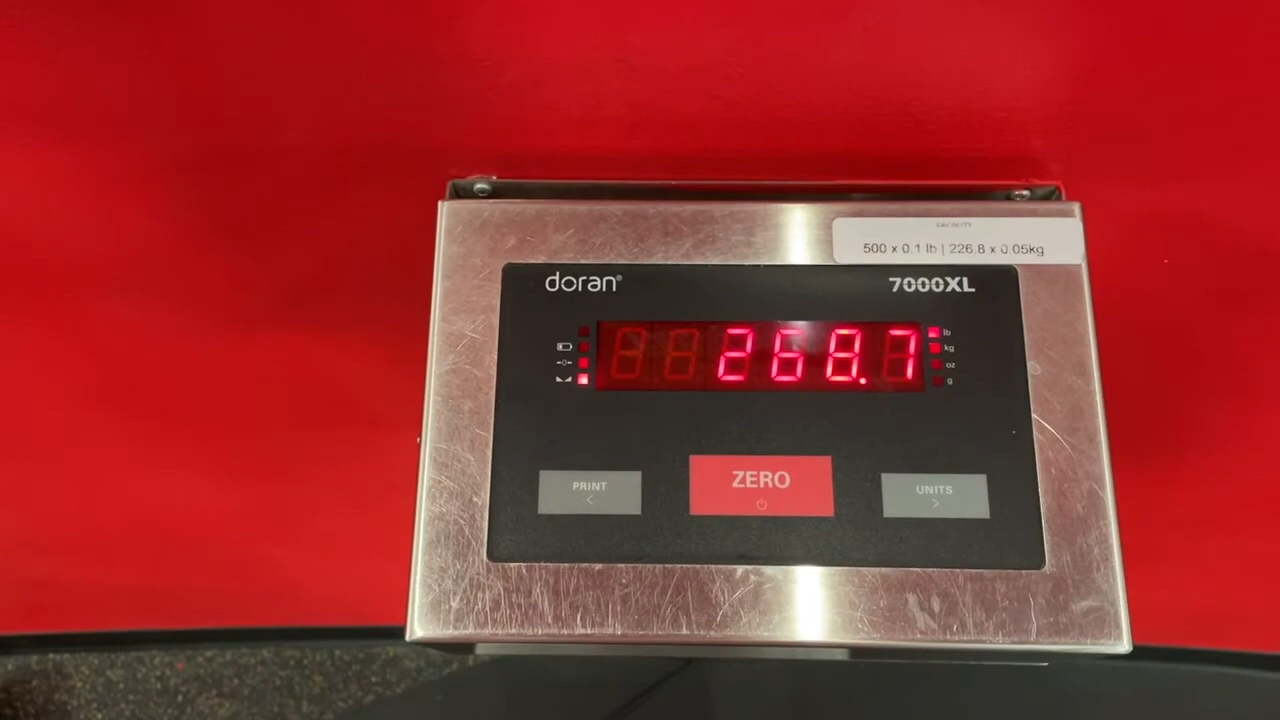 CAPACITY
500 x 0.1 lb | 226.8 x 0.05kg
doran®
7000XL
268.7
lb
kg
oz
g
PRINT
<
ZERO
UNITS
>